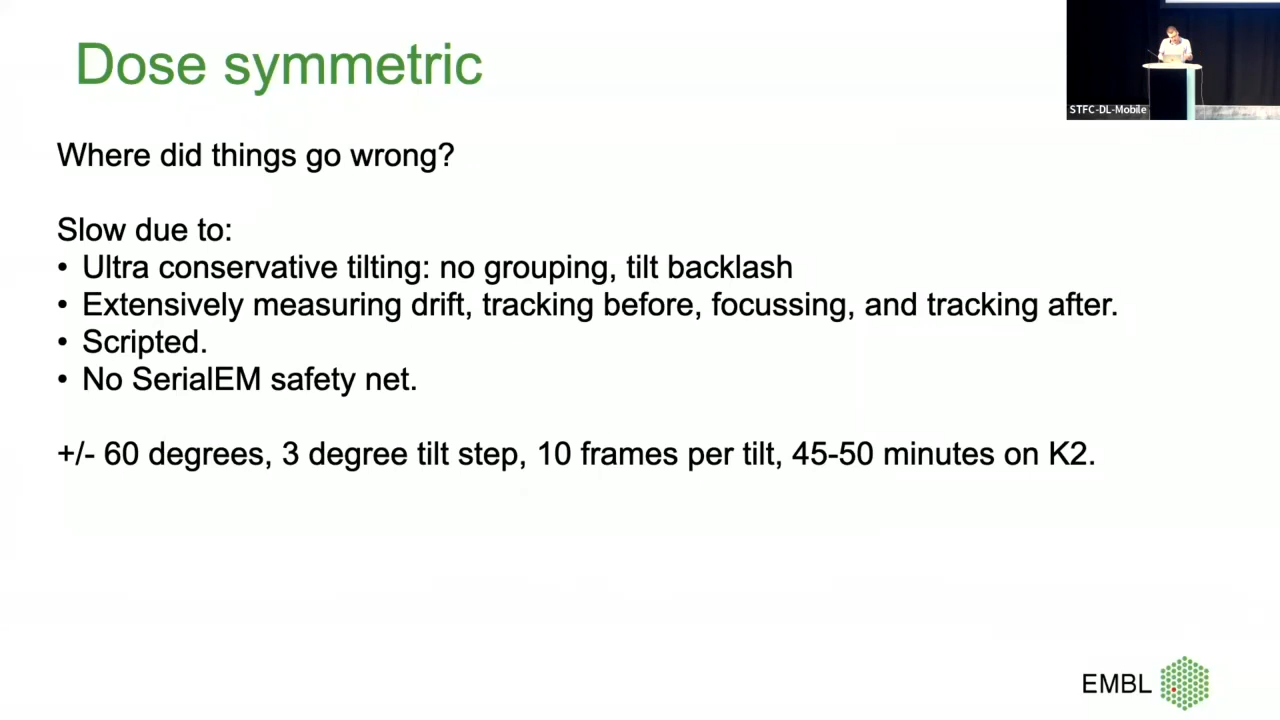 Dose symmetric
STFC-DL-Mobile
Where did things go wrong?
Slow due to:
• Ultra conservative tilting: no grouping, tilt backlash
• Extensively measuring drift, tracking before, focussing, and tracking after.
• Scripted.
• No SerialEM safety net.
+/- 60 degrees, 3 degree tilt step, 10 frames per tilt, 45-50 minutes on K2.
EMBL